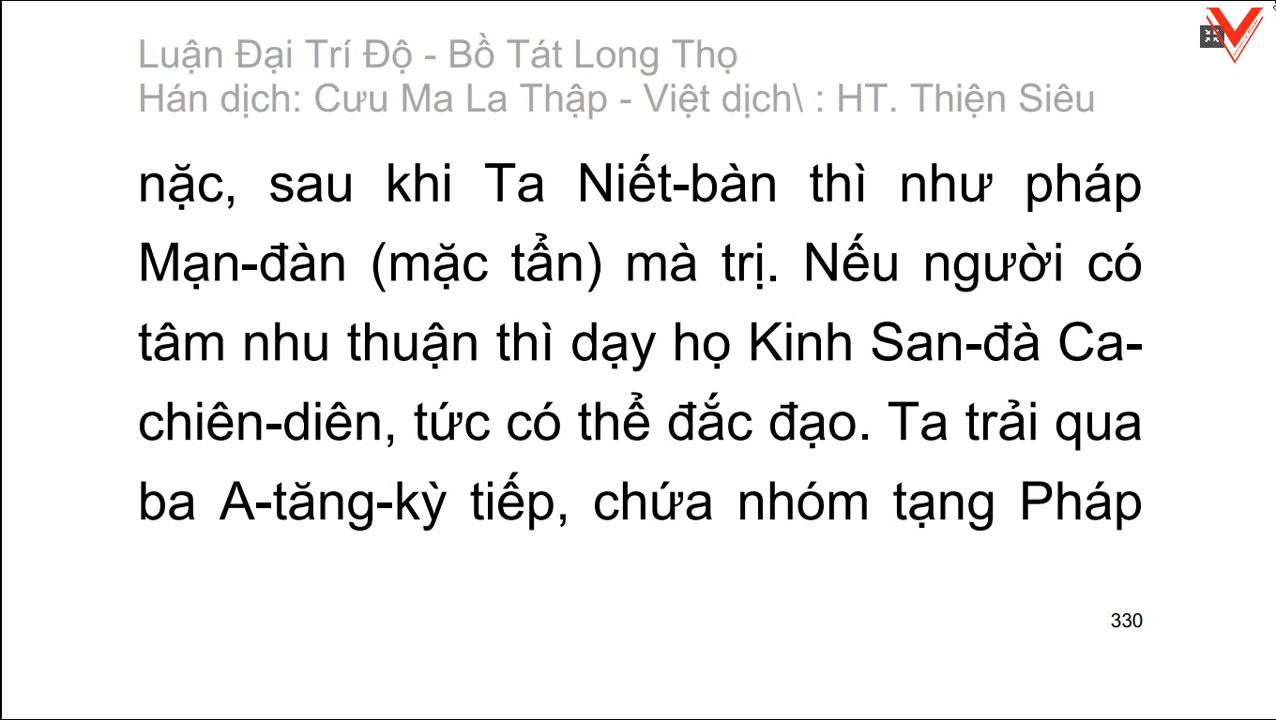 Luận Đại Trí Độ - Bồ Tát Long Thọ
Hán dịch: Cưu Ma La Thập - Việt dịch\ : HT. Thiện Siêu
nặc, sau khi Ta Niết-bàn thì như pháp
Mạn-đàn (mặc tẩn) mà trị. Nếu người có
tâm nhu thuận thì dạy họ Kinh San-đà Ca-
chiên-diên, tức có thể đắc đạo. Ta trải qua
ba A-tăng-kỳ tiếp, chứa nhóm tạng Pháp
330